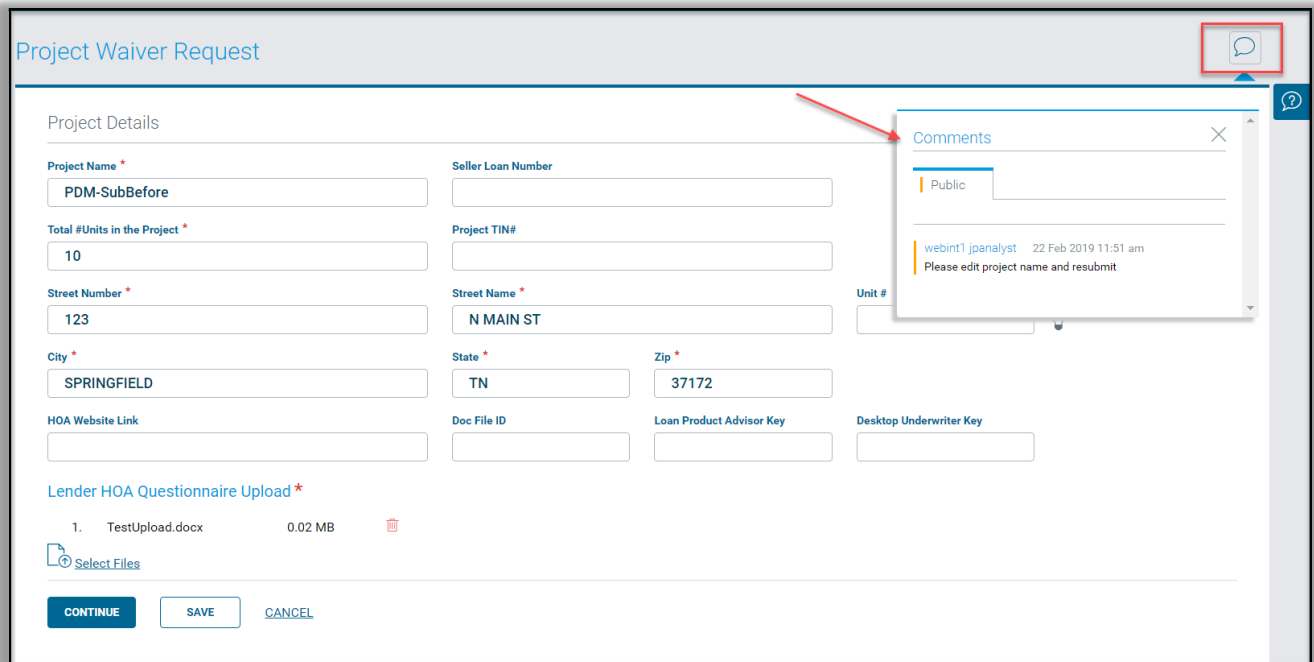 Project Waiver Request
Project Details
Project Name *
PDM-SubBefore
Seller Loan Number
Total #Units in the Project *
10
Project TIN#
Street Number *
123
Street Name *
N MAIN ST
Unit #
City *
SPRINGFIELD
State *
TN
Zip *
37172
HOA Website Link
Doc File ID
Loan Product Advisor Key
Desktop Underwriter Key
Lender HOA Questionnaire Upload *
1. TestUpload.docx 0.02 MB
Select Files
CONTINUE SAVE CANCEL
Comments
Public
webint1 jpanalyst 22 Feb 2019 11:51 am
Please edit project name and resubmit
?